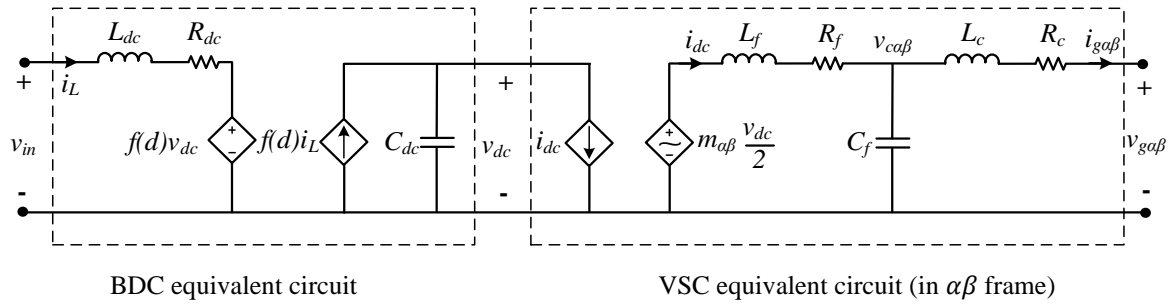 L_dc R_dc
i_L
+
-
v_in
+
−
f(d)v_dc
f(d)i_L
C_dc
+
v_dc
-
i_dc
i_dc L_f R_f v_cαβ L_c R_c i_gαβ
+
∼
−
m_αβ v_dc/2
C_f
+
v_gαβ
-
BDC equivalent circuit
VSC equivalent circuit (in αβ frame)